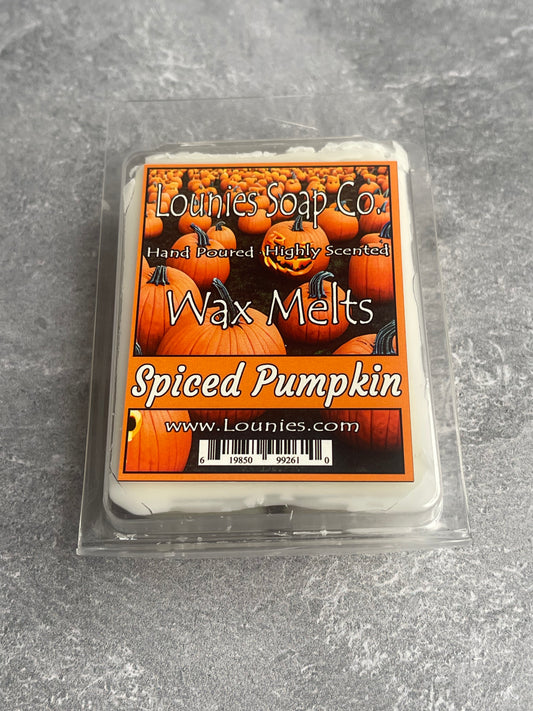 Lounies Soap Co.
Hand Poured - Highly Scented
Wax Melts
Spiced Pumpkin
www.Lounies.com
6 19850 99261 0